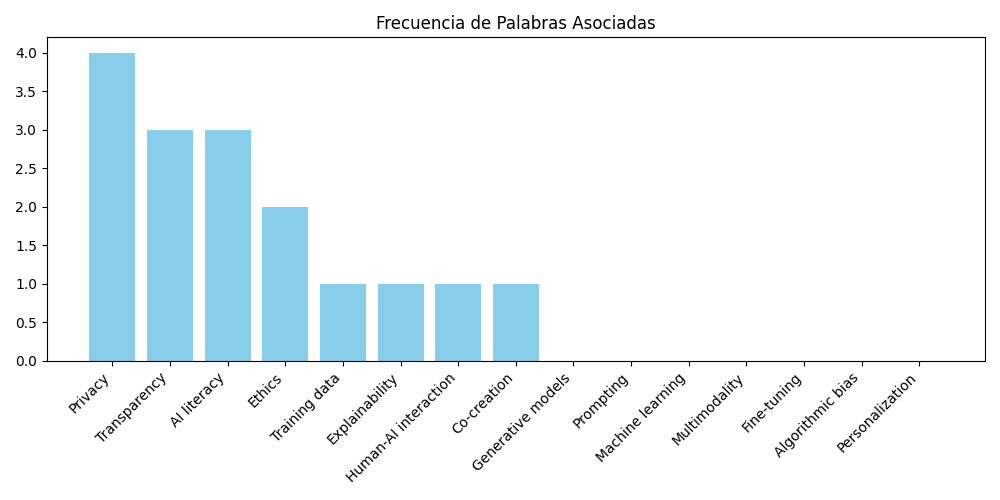 Frecuencia de Palabras Asociadas
4.0
3.5
3.0
2.5
2.0
1.5
1.0
0.5
0.0
Privacy
Transparency
AI literacy
Ethics
Training data
Explainability
Human-AI interaction
Co-creation
Generative models
Prompting
Machine learning
Multimodality
Fine-tuning
Algorithmic bias
Personalization